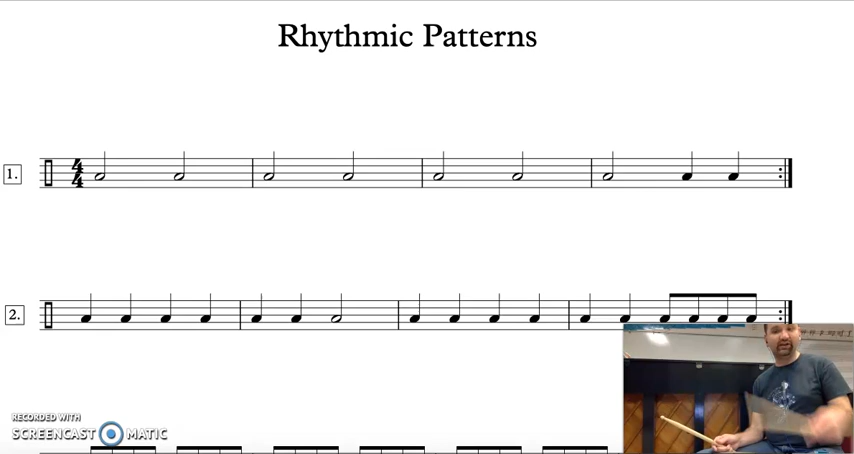 Rhythmic Patterns
1.
4
4
2.
RECORDED WITH
SCREENCAST MATIC